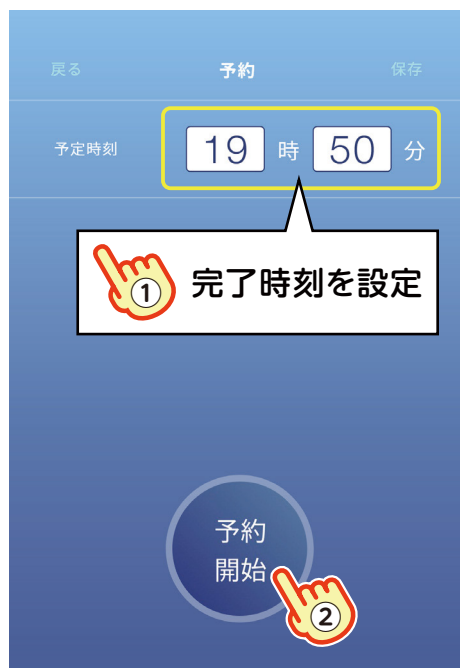 戻る 予約 保存
予定時刻 19 時 50 分
① 完了時刻を設定
予約
開始
②